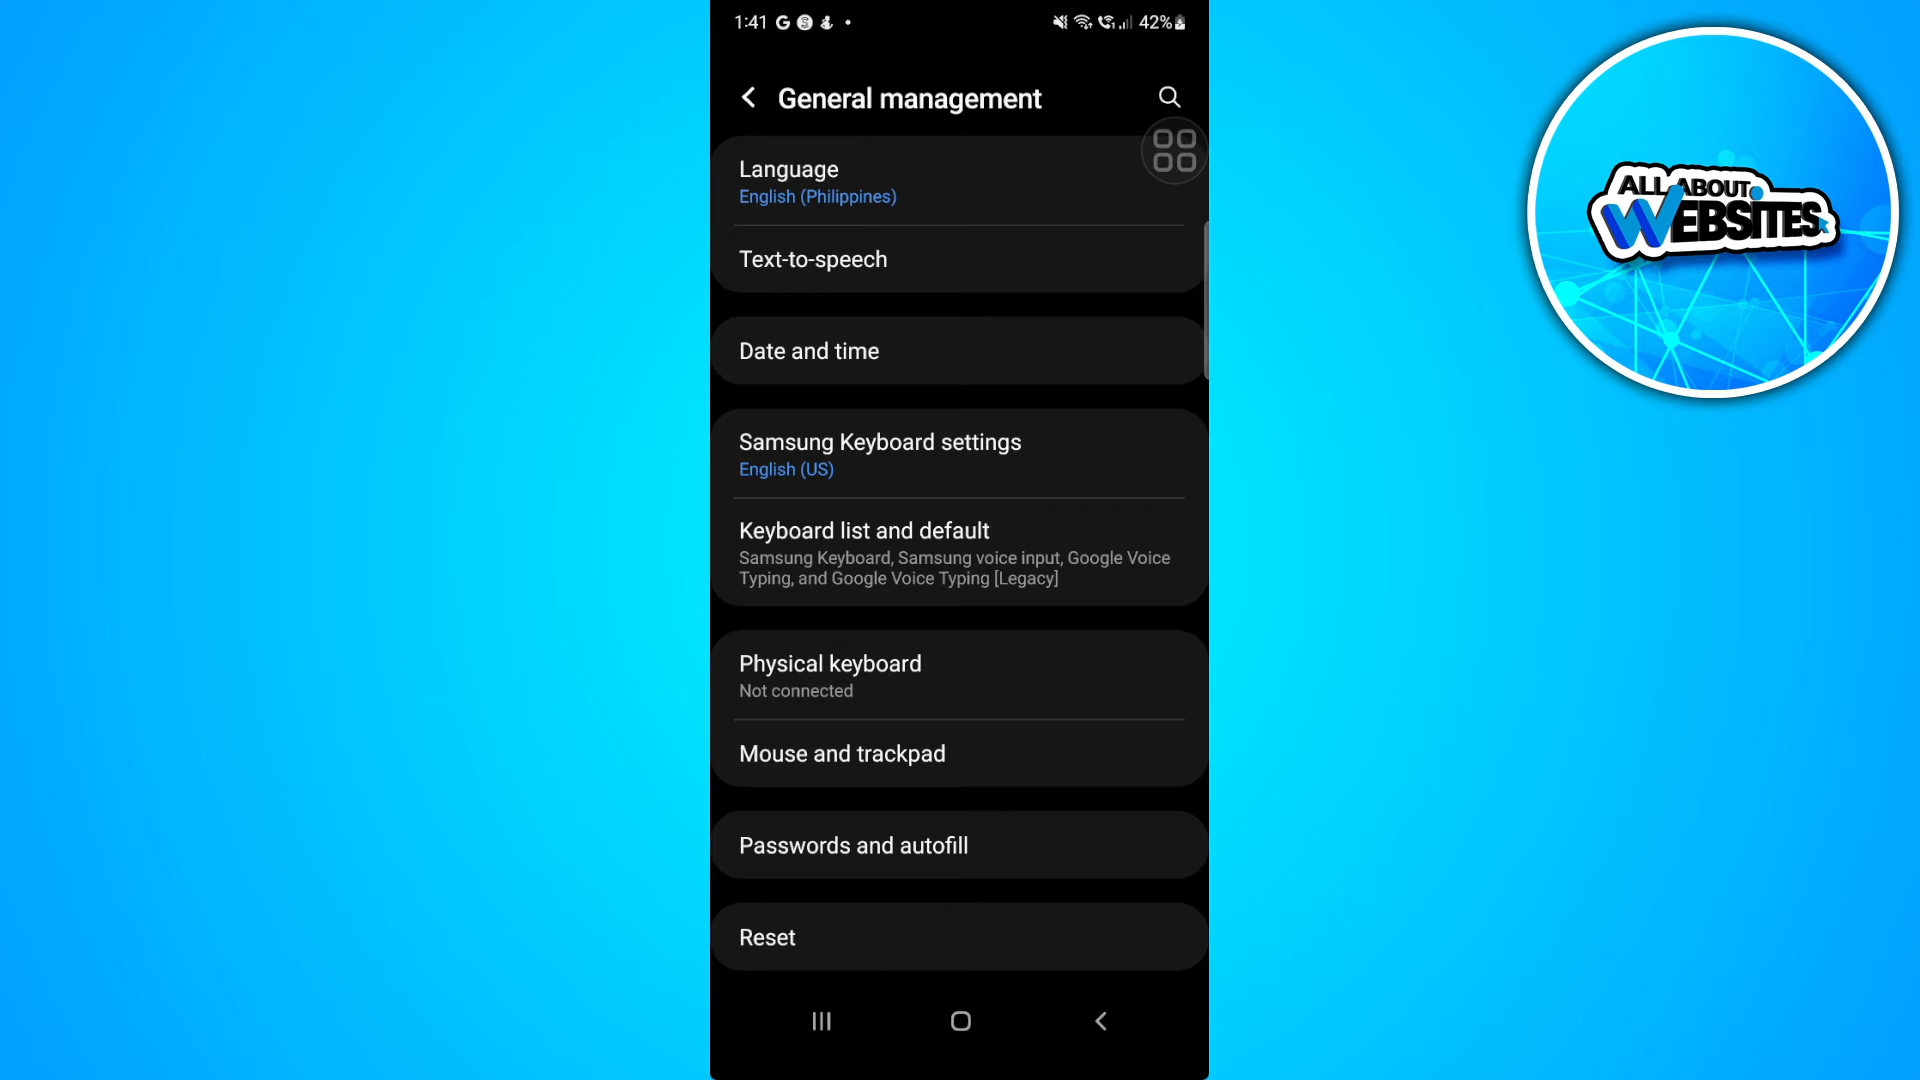 1:41
42%
General management
Language
English (Philippines)
Text-to-speech
Date and time
Samsung Keyboard settings
English (US)
Keyboard list and default
Samsung Keyboard, Samsung voice input, Google Voice
Typing, and Google Voice Typing [Legacy]
Physical keyboard
Not connected
Mouse and trackpad
Passwords and autofill
Reset
ALL ABOUT
WEBSITES